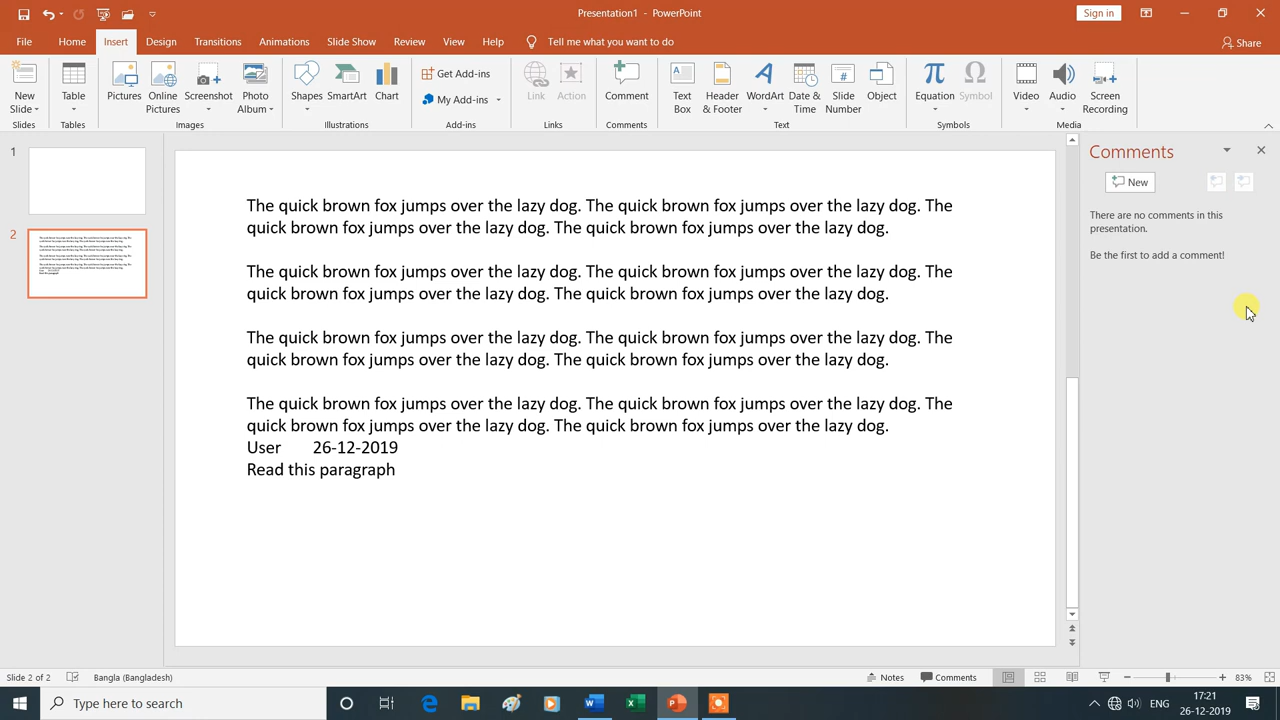 Presentation1 - PowerPoint
Sign in
File Home Insert Design Transitions Animations Slide Show Review View Help Tell me what you want to do
Share
New Slide
Table
Pictures
Online Pictures
Screenshot
Photo Album
Shapes
SmartArt
Chart
Get Add-ins
My Add-ins
Link
Action
Comment
Text Box
Header & Footer
WordArt
Date & Time
Slide Number
Object
Equation
Symbol
Video
Audio
Screen Recording
Slides Tables Images Illustrations Add-ins Links Comments Text Symbols Media
1
2
The quick brown fox jumps over the lazy dog. The quick brown fox jumps over the lazy dog. The
quick brown fox jumps over the lazy dog. The quick brown fox jumps over the lazy dog.
The quick brown fox jumps over the lazy dog. The quick brown fox jumps over the lazy dog. The
quick brown fox jumps over the lazy dog. The quick brown fox jumps over the lazy dog.
The quick brown fox jumps over the lazy dog. The quick brown fox jumps over the lazy dog. The
quick brown fox jumps over the lazy dog. The quick brown fox jumps over the lazy dog.
The quick brown fox jumps over the lazy dog. The quick brown fox jumps over the lazy dog. The
quick brown fox jumps over the lazy dog. The quick brown fox jumps over the lazy dog.
User 26-12-2019
Read this paragraph
Comments
New
There are no comments in this
presentation.
Be the first to add a comment!
Slide 2 of 2 Bangla (Bangladesh) Notes Comments 83%
Type here to search
ENG
17:21
26-12-2019